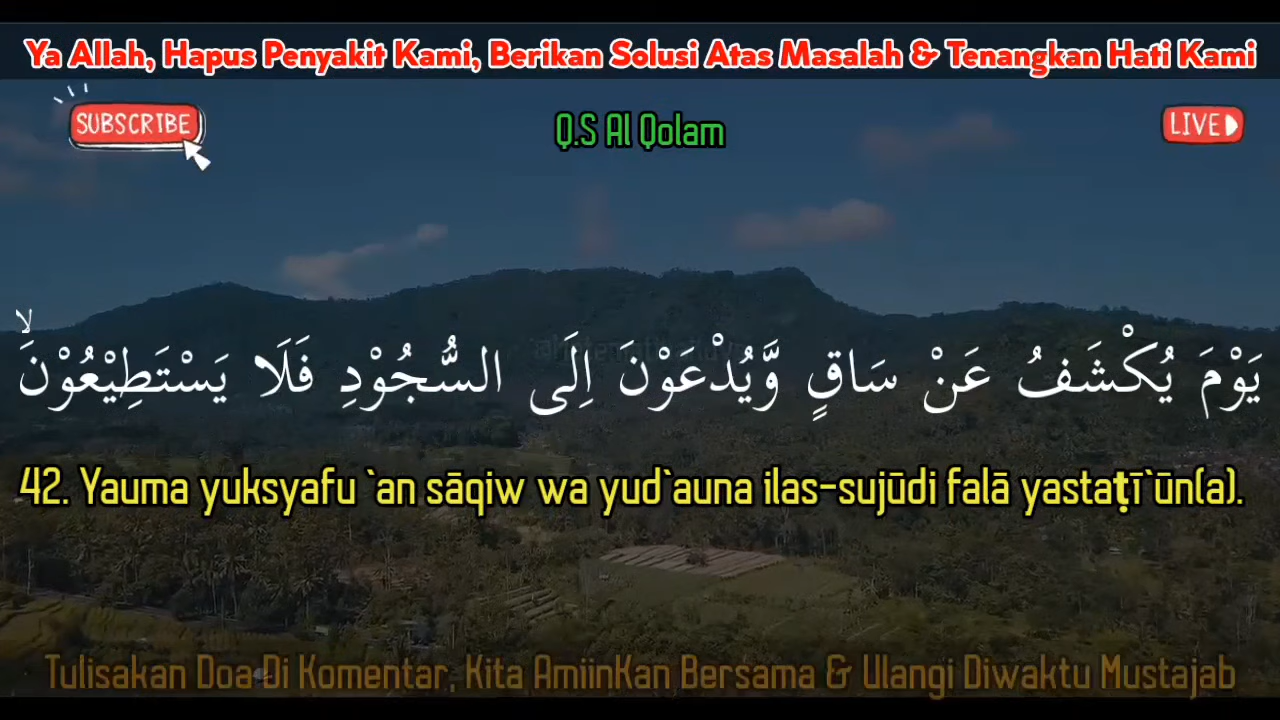 Ya Allah, Hapus Penyakit Kami, Berikan Solusi Atas Masalah & Tenangkan Hati Kami
SUBSCRIBE
LIVE
Q.S Al Qolam
يَوْمَ يُكْشَفُ عَنْ سَاقٍ وَّيُدْعَوْنَ اِلَى السُّجُوْدِ فَلَا يَسْتَطِيْعُوْنَۙ
42. Yauma yuksyafu `an sāqiw wa yud`auna ilas-sujūdi falā yastaṭī`ūn(a).
Tulisakan Doa Di Komentar, Kita AmiinKan Bersama & Ulangi Diwaktu Mustajab